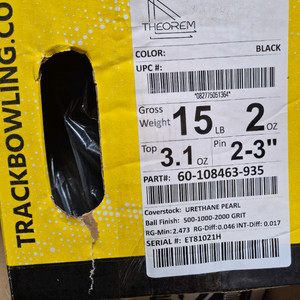 TRACKBOWLING.CO
THEOREM
COLOR: BLACK
UPC #:
*082775051364*
Gross Weight 15 LB 2 OZ
Top 3.1 OZ Pin 2-3"
PART#: 60-108463-935
Coverstock: URETHANE PEARL
Ball Finish: 500-1000-2000 GRIT
RG-Min: 2.473 RG-Diff: 0.046 INT-Diff: 0.017
SERIAL #: ET81021H